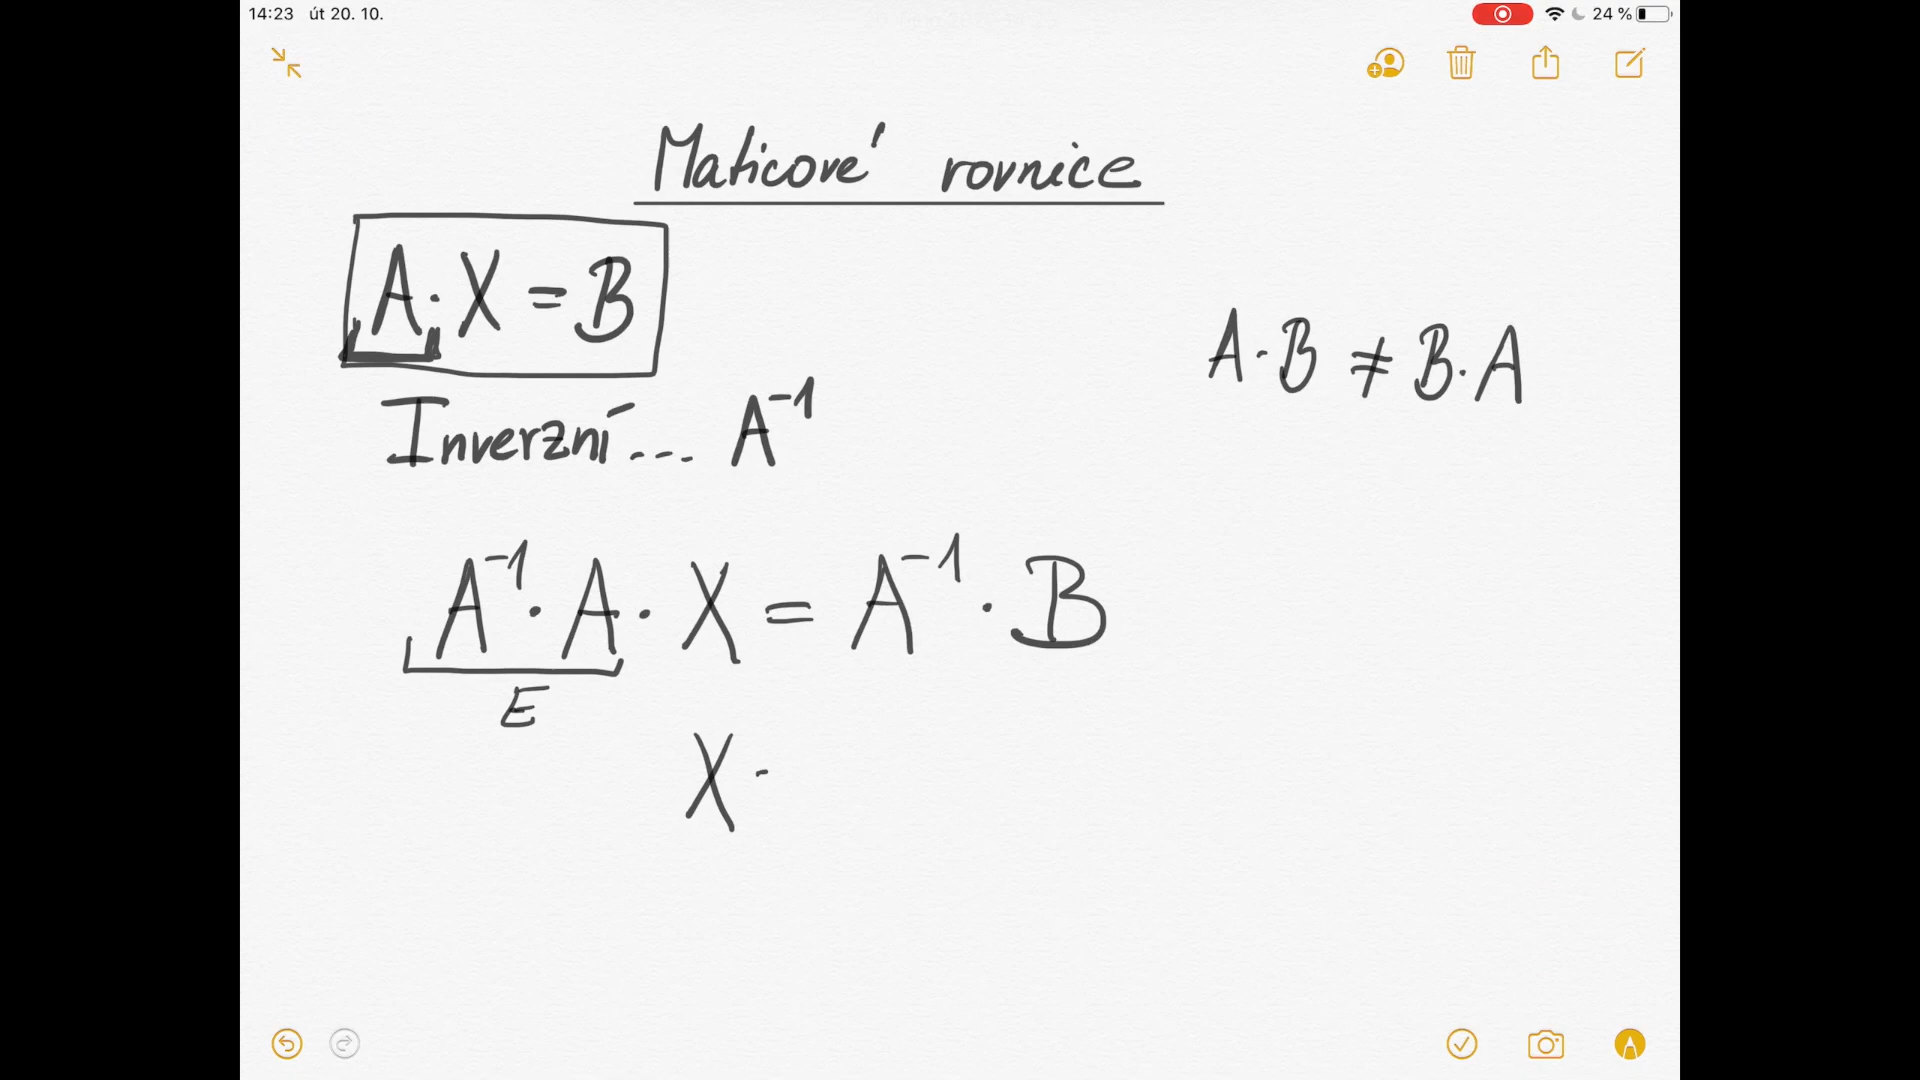 14:23 út 20. 10. 24 %
Maticové rovnice
A · X = B
A · B ≠ B · A
Inverzní... A⁻¹
A⁻¹ · A · X = A⁻¹ · B
E
X -